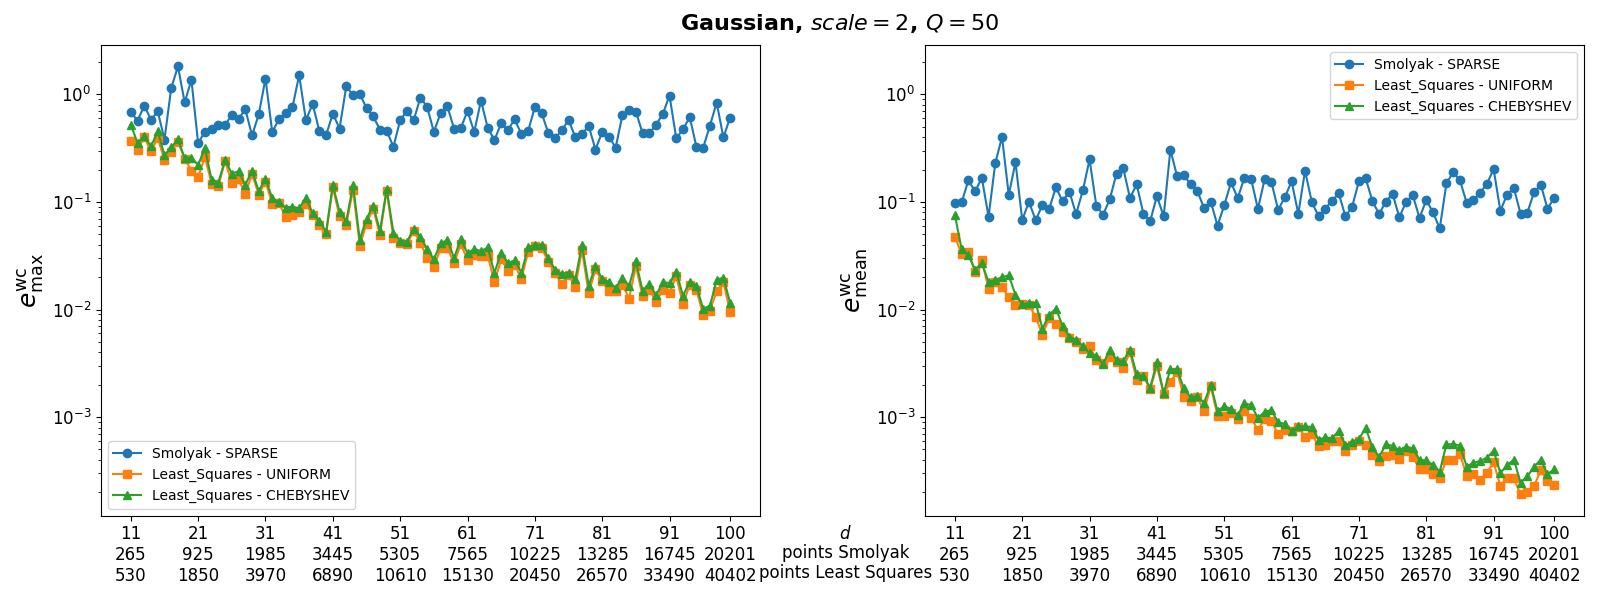 Gaussian, scale = 2, Q = 50
10⁰
10⁻¹
10⁻²
10⁻³
e^wc_max
Smolyak - SPARSE
Least_Squares - UNIFORM
Least_Squares - CHEBYSHEV
10⁰
10⁻¹
10⁻²
10⁻³
e^wc_mean
Smolyak - SPARSE
Least_Squares - UNIFORM
Least_Squares - CHEBYSHEV
11 21 31 41 51 61 71 81 91 100 d 11 21 31 41 51 61 71 81 91 100
265 925 1985 3445 5305 7565 10225 13285 16745 20201 points Smolyak 265 925 1985 3445 5305 7565 10225 13285 16745 20201
530 1850 3970 6890 10610 15130 20450 26570 33490 40402 points Least Squares 530 1850 3970 6890 10610 15130 20450 26570 33490 40402